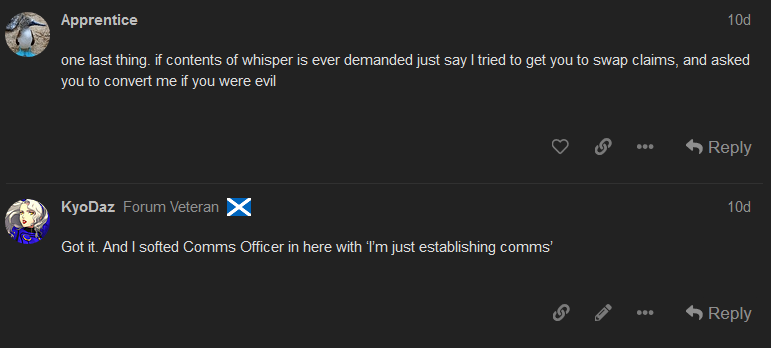 Apprentice 10d
one last thing. if contents of whisper is ever demanded just say I tried to get you to swap claims, and asked
you to convert me if you were evil
Reply
KyoDaz Forum Veteran 10d
Got it. And I softed Comms Officer in here with ‘I’m just establishing comms’
Reply